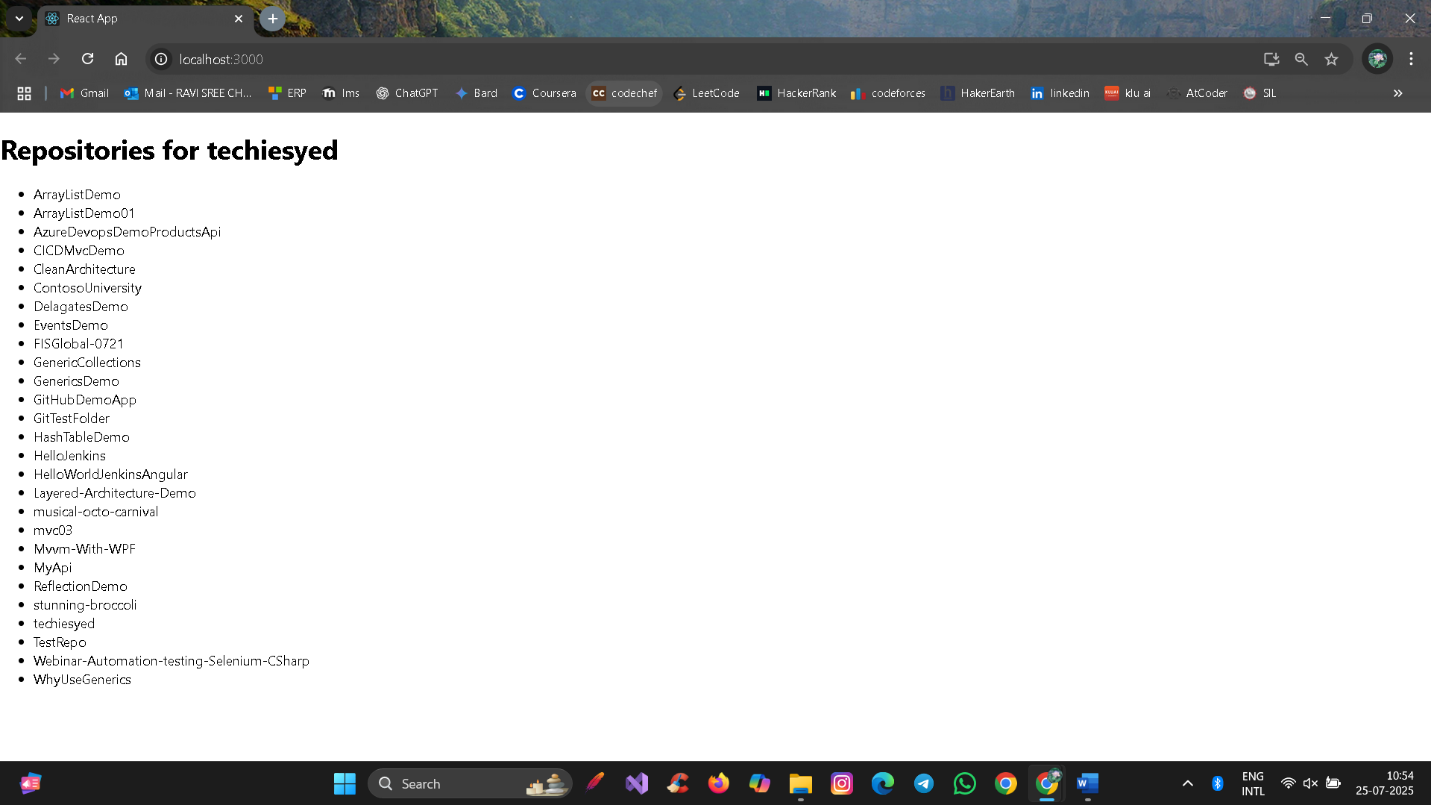 React App
localhost:3000
Gmail Mail - RAVI SREE CH... ERP lms ChatGPT Bard Coursera codechef LeetCode HackerRank codeforces HakerEarth linkedin klu ai AtCoder SIL
Repositories for techiesyed
ArrayListDemo
ArrayListDemo01
AzureDevopsDemoProductsApi
CICDMvcDemo
CleanArchitecture
ContosoUniversity
DelagatesDemo
EventsDemo
FISGlobal-0721
GenericCollections
GenericsDemo
GitHubDemoApp
GitTestFolder
HashTableDemo
HelloJenkins
HelloWorldJenkinsAngular
Layered-Architecture-Demo
musical-octo-carnival
mvc03
Mvvm-With-WPF
MyApi
ReflectionDemo
stunning-broccoli
techiesyed
TestRepo
Webinar-Automation-testing-Selenium-CSharp
WhyUseGenerics
Search
ENG
INTL
10:54
25-07-2025